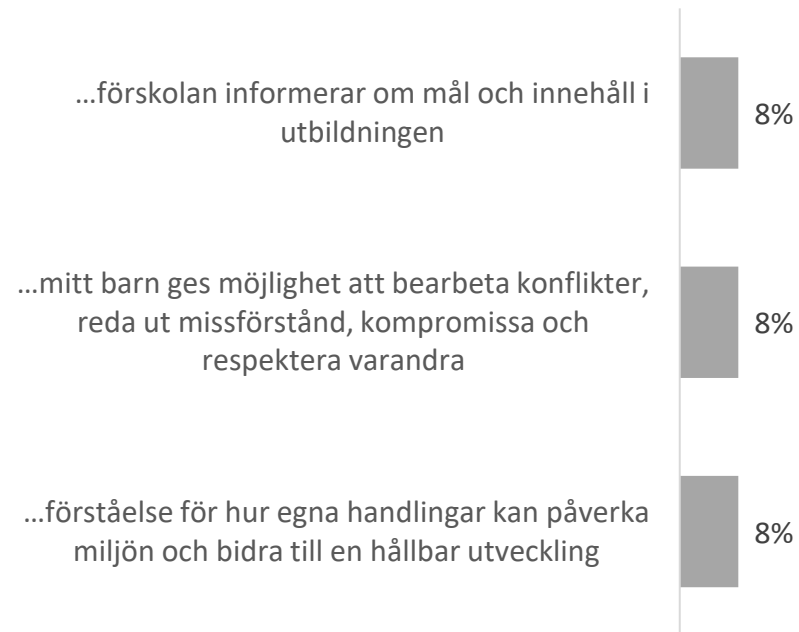 ...förskolan informerar om mål och innehåll i
utbildningen
8%
...mitt barn ges möjlighet att bearbeta konflikter,
reda ut missförstånd, kompromissa och
respektera varandra
8%
...förståelse för hur egna handlingar kan påverka
miljön och bidra till en hållbar utveckling
8%